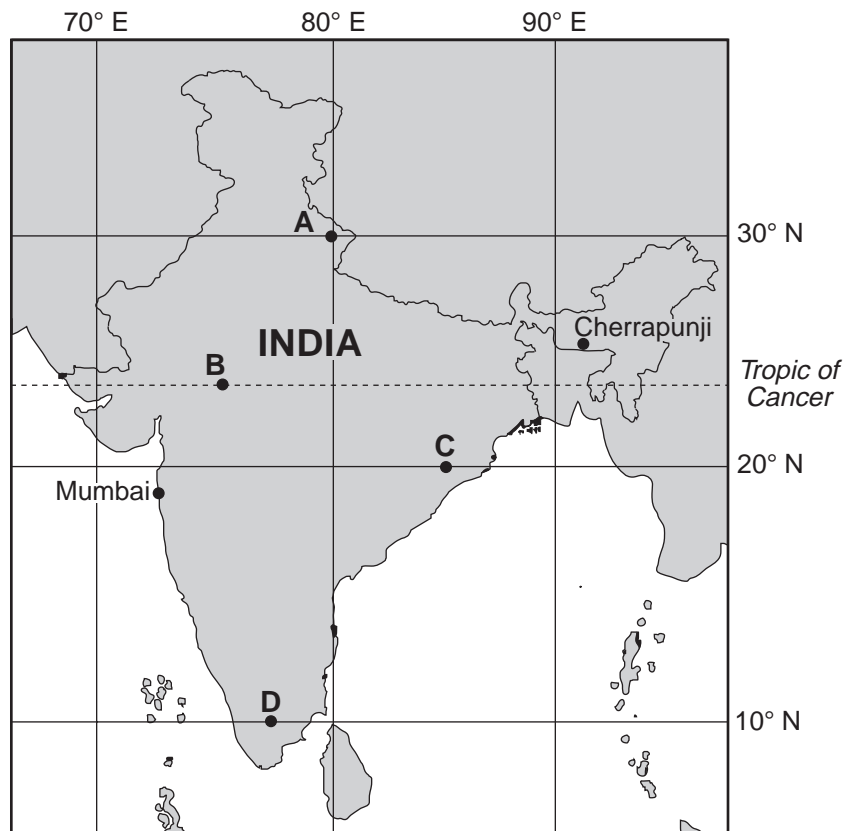 70° E 80° E 90° E
A
30° N
Cherrapunji
INDIA
B
Tropic of
Cancer
C
20° N
Mumbai
D
10° N